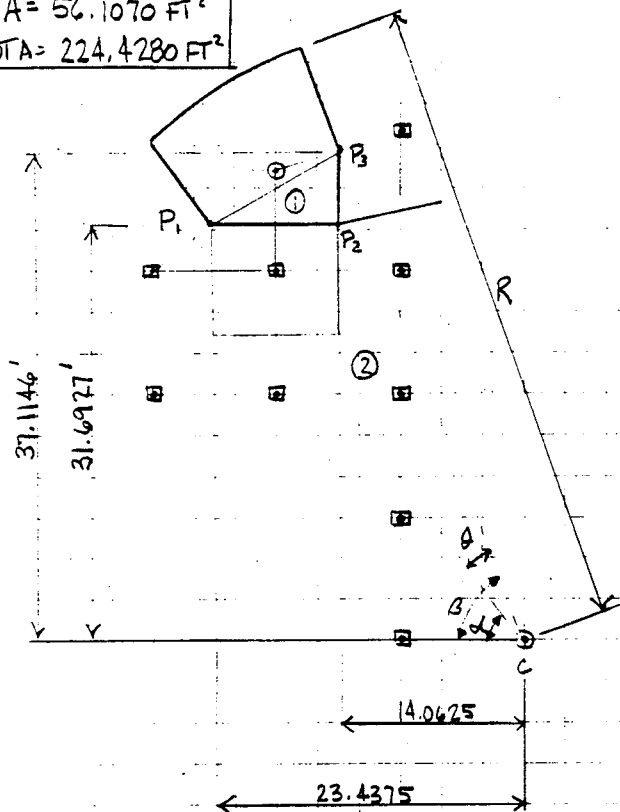 A= 56.1070 FT²
OT A= 224.4280 FT²
P₃
①
P₁
P₂
R
②
37.1146'
31.6927'
θ
B
α
C
14.0625
23.4375